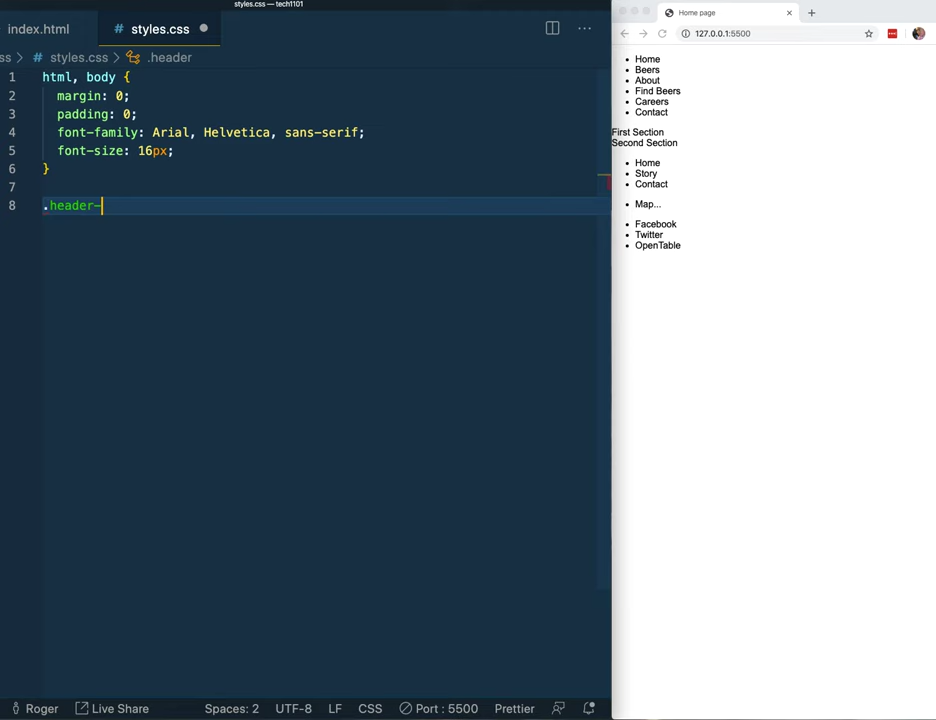 styles.css — tech1101
index.html
# styles.css
ss > # styles.css > .header
1 html, body {
2 margin: 0;
3 padding: 0;
4 font-family: Arial, Helvetica, sans-serif;
5 font-size: 16px;
6 }
7
8 .header-
Roger Live Share Spaces: 2 UTF-8 LF CSS Port : 5500 Prettier
Home page
127.0.0.1:5500
• Home
• Beers
• About
• Find Beers
• Careers
• Contact
First Section
Second Section
• Home
• Story
• Contact
• Map...
• Facebook
• Twitter
• OpenTable